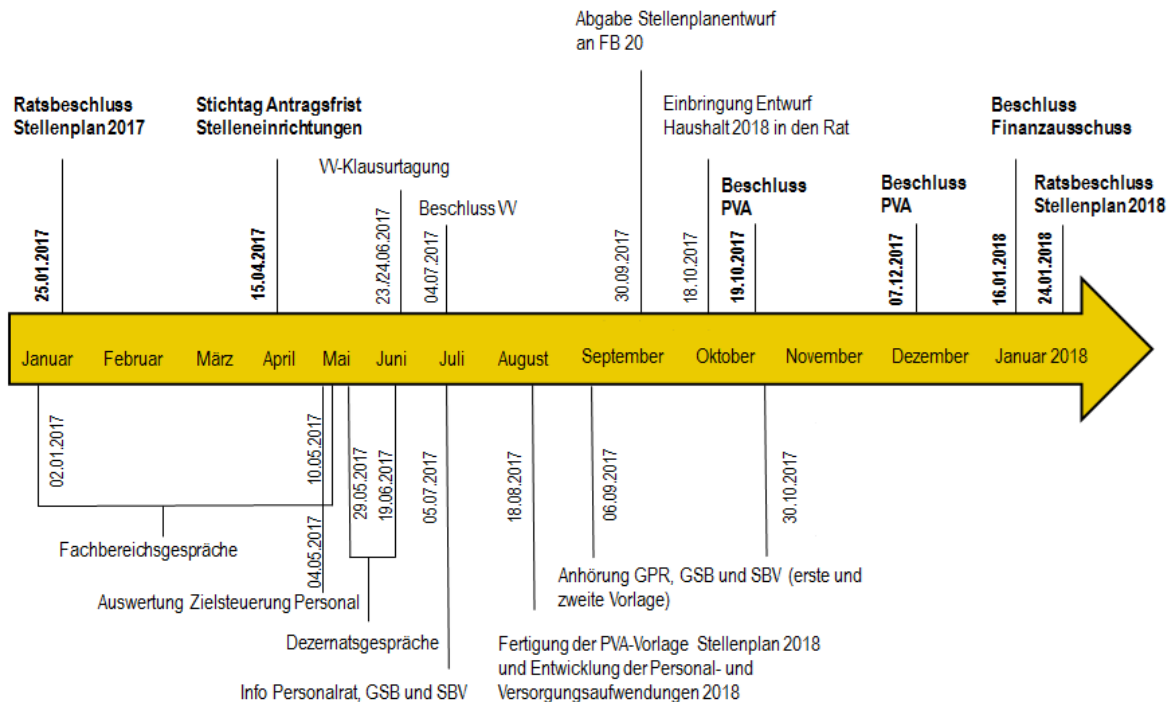 Abgabe Stellenplanentwurf
an FB 20
Ratsbeschluss
Stellenplan 2017
Stichtag Antragsfrist
Stelleneinrichtungen
Einbringung Entwurf
Haushalt 2018 in den Rat
Beschluss
Finanzausschuss
VV-Klausurtagung
Beschluss VV
Beschluss
PVA
Beschluss
PVA
Ratsbeschluss
Stellenplan 2018
25.01.2017
15.04.2017
23./24.06.2017
04.07.2017
30.09.2017
18.10.2017
19.10.2017
07.12.2017
16.01.2018
24.01.2018
Januar
Februar
März
April
Mai
Juni
Juli
August
September
Oktober
November
Dezember
Januar 2018
02.01.2017
10.05.2017
04.05.2017
29.05.2017
19.06.2017
05.07.2017
18.08.2017
06.09.2017
30.10.2017
Fachbereichsgespräche
Auswertung Zielsteuerung Personal
Dezernatsgespräche
Info Personalrat, GSB und SBV
Anhörung GPR, GSB und SBV (erste und
zweite Vorlage)
Fertigung der PVA-Vorlage Stellenplan 2018
und Entwicklung der Personal- und
Versorgungsaufwendungen 2018